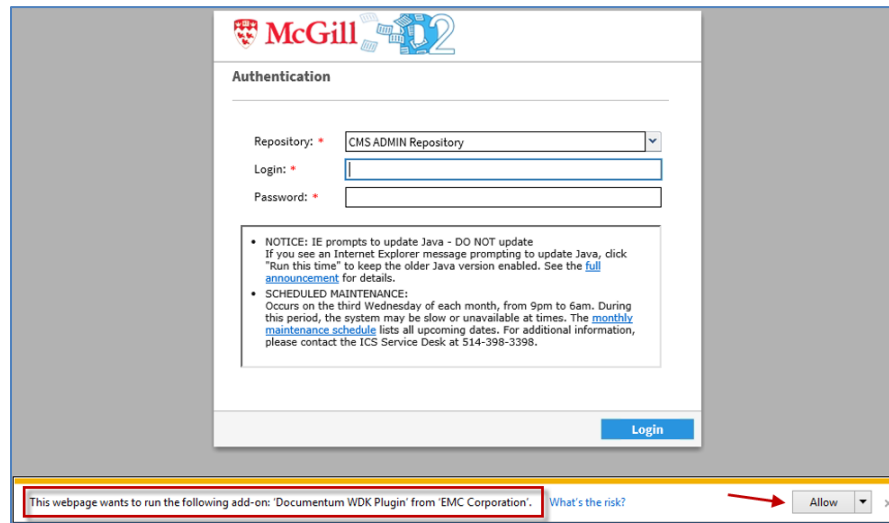 McGill D2
Authentication
Repository: * CMS ADMIN Repository
Login: *
Password: *
• NOTICE: IE prompts to update Java - DO NOT update
If you see an Internet Explorer message prompting to update Java, click
"Run this time" to keep the older Java version enabled. See the full
announcement for details.
• SCHEDULED MAINTENANCE:
Occurs on the third Wednesday of each month, from 9pm to 6am. During
this period, the system may be slow or unavailable at times. The monthly
maintenance schedule lists all upcoming dates. For additional information,
please contact the ICS Service Desk at 514-398-3398.
Login
This webpage wants to run the following add-on: 'Documentum WDK Plugin' from 'EMC Corporation'. What's the risk? Allow